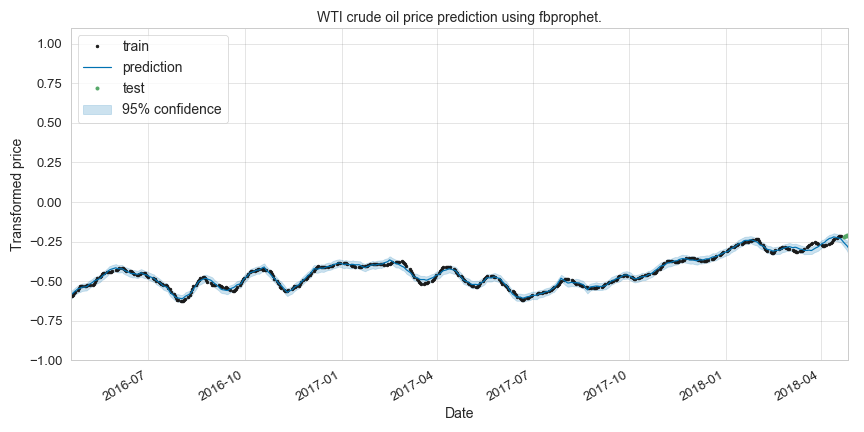 WTI crude oil price prediction using fbprophet.
train
prediction
test
95% confidence
Transformed price
1.00
0.75
0.50
0.25
0.00
−0.25
−0.50
−0.75
−1.00
2016-07
2016-10
2017-01
2017-04
2017-07
2017-10
2018-01
2018-04
Date